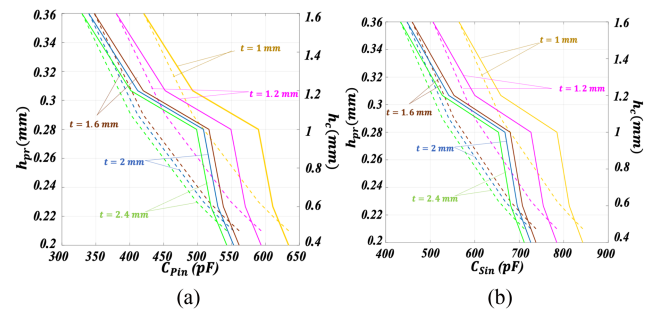 0.36
0.34
0.32
0.3
0.28
0.26
0.24
0.22
0.2
h_pr(mm)
300 350 400 450 500 550 600 650
C_Pin (pF)
1.6
1.4
1.2
1
0.8
0.6
0.4
h_c(mm)
t = 1 mm
t = 1.2 mm
t = 1.6 mm
t = 2 mm
t = 2.4 mm
(a)
0.36
0.34
0.32
0.3
0.28
0.26
0.24
0.22
0.2
h_pr(mm)
400 500 600 700 800 900
C_Sin (pF)
1.6
1.4
1.2
1
0.8
0.6
0.4
h_c(mm)
t = 1 mm
t = 1.2 mm
t = 1.6 mm
t = 2 mm
t = 2.4 mm
(b)